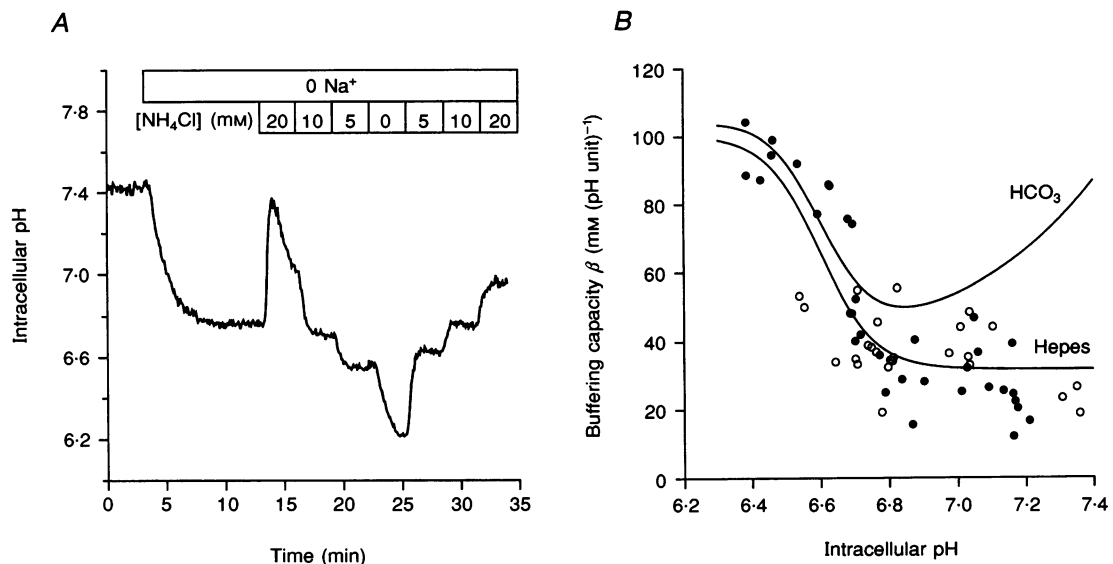 A
0 Na⁺
[NH₄Cl] (mM) 20 10 5 0 5 10 20
7·8
7·4
7·0
6·6
6·2
Intracellular pH
0 5 10 15 20 25 30 35
Time (min)
B
120
100
80
60
40
20
0
Buffering capacity β (mM (pH unit)⁻¹)
HCO₃
Hepes
6·2 6·4 6·6 6·8 7·0 7·2 7·4
Intracellular pH